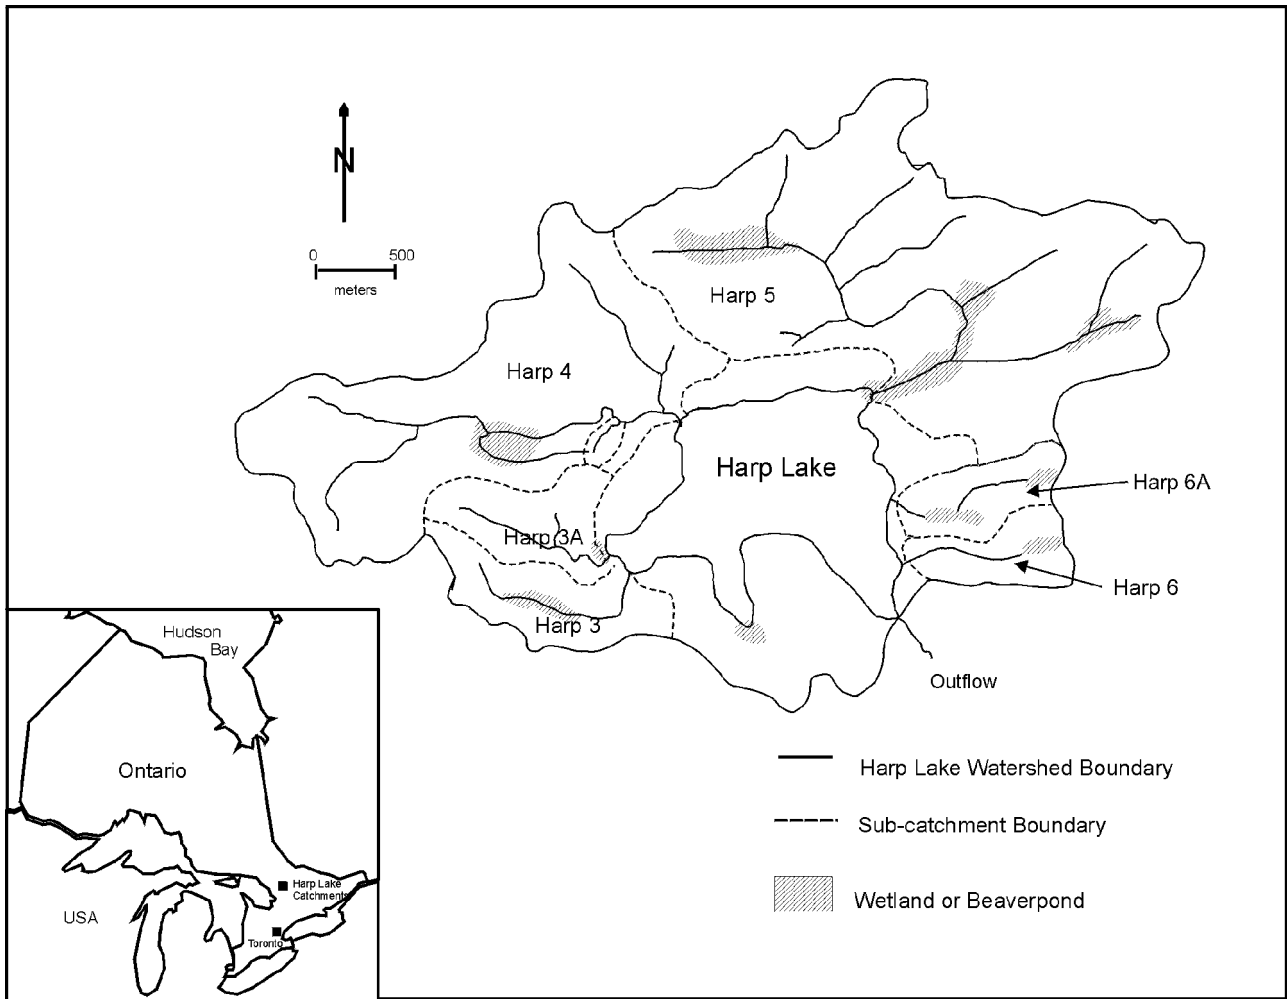 N
0 500
meters
Harp 5
Harp 4
Harp Lake
Harp 6A
Harp 3A
Harp 6
Harp 3
Outflow
Hudson
Bay
Ontario
USA
Harp Lake
Catchments
Toronto
Harp Lake Watershed Boundary
Sub-catchment Boundary
Wetland or Beaverpond